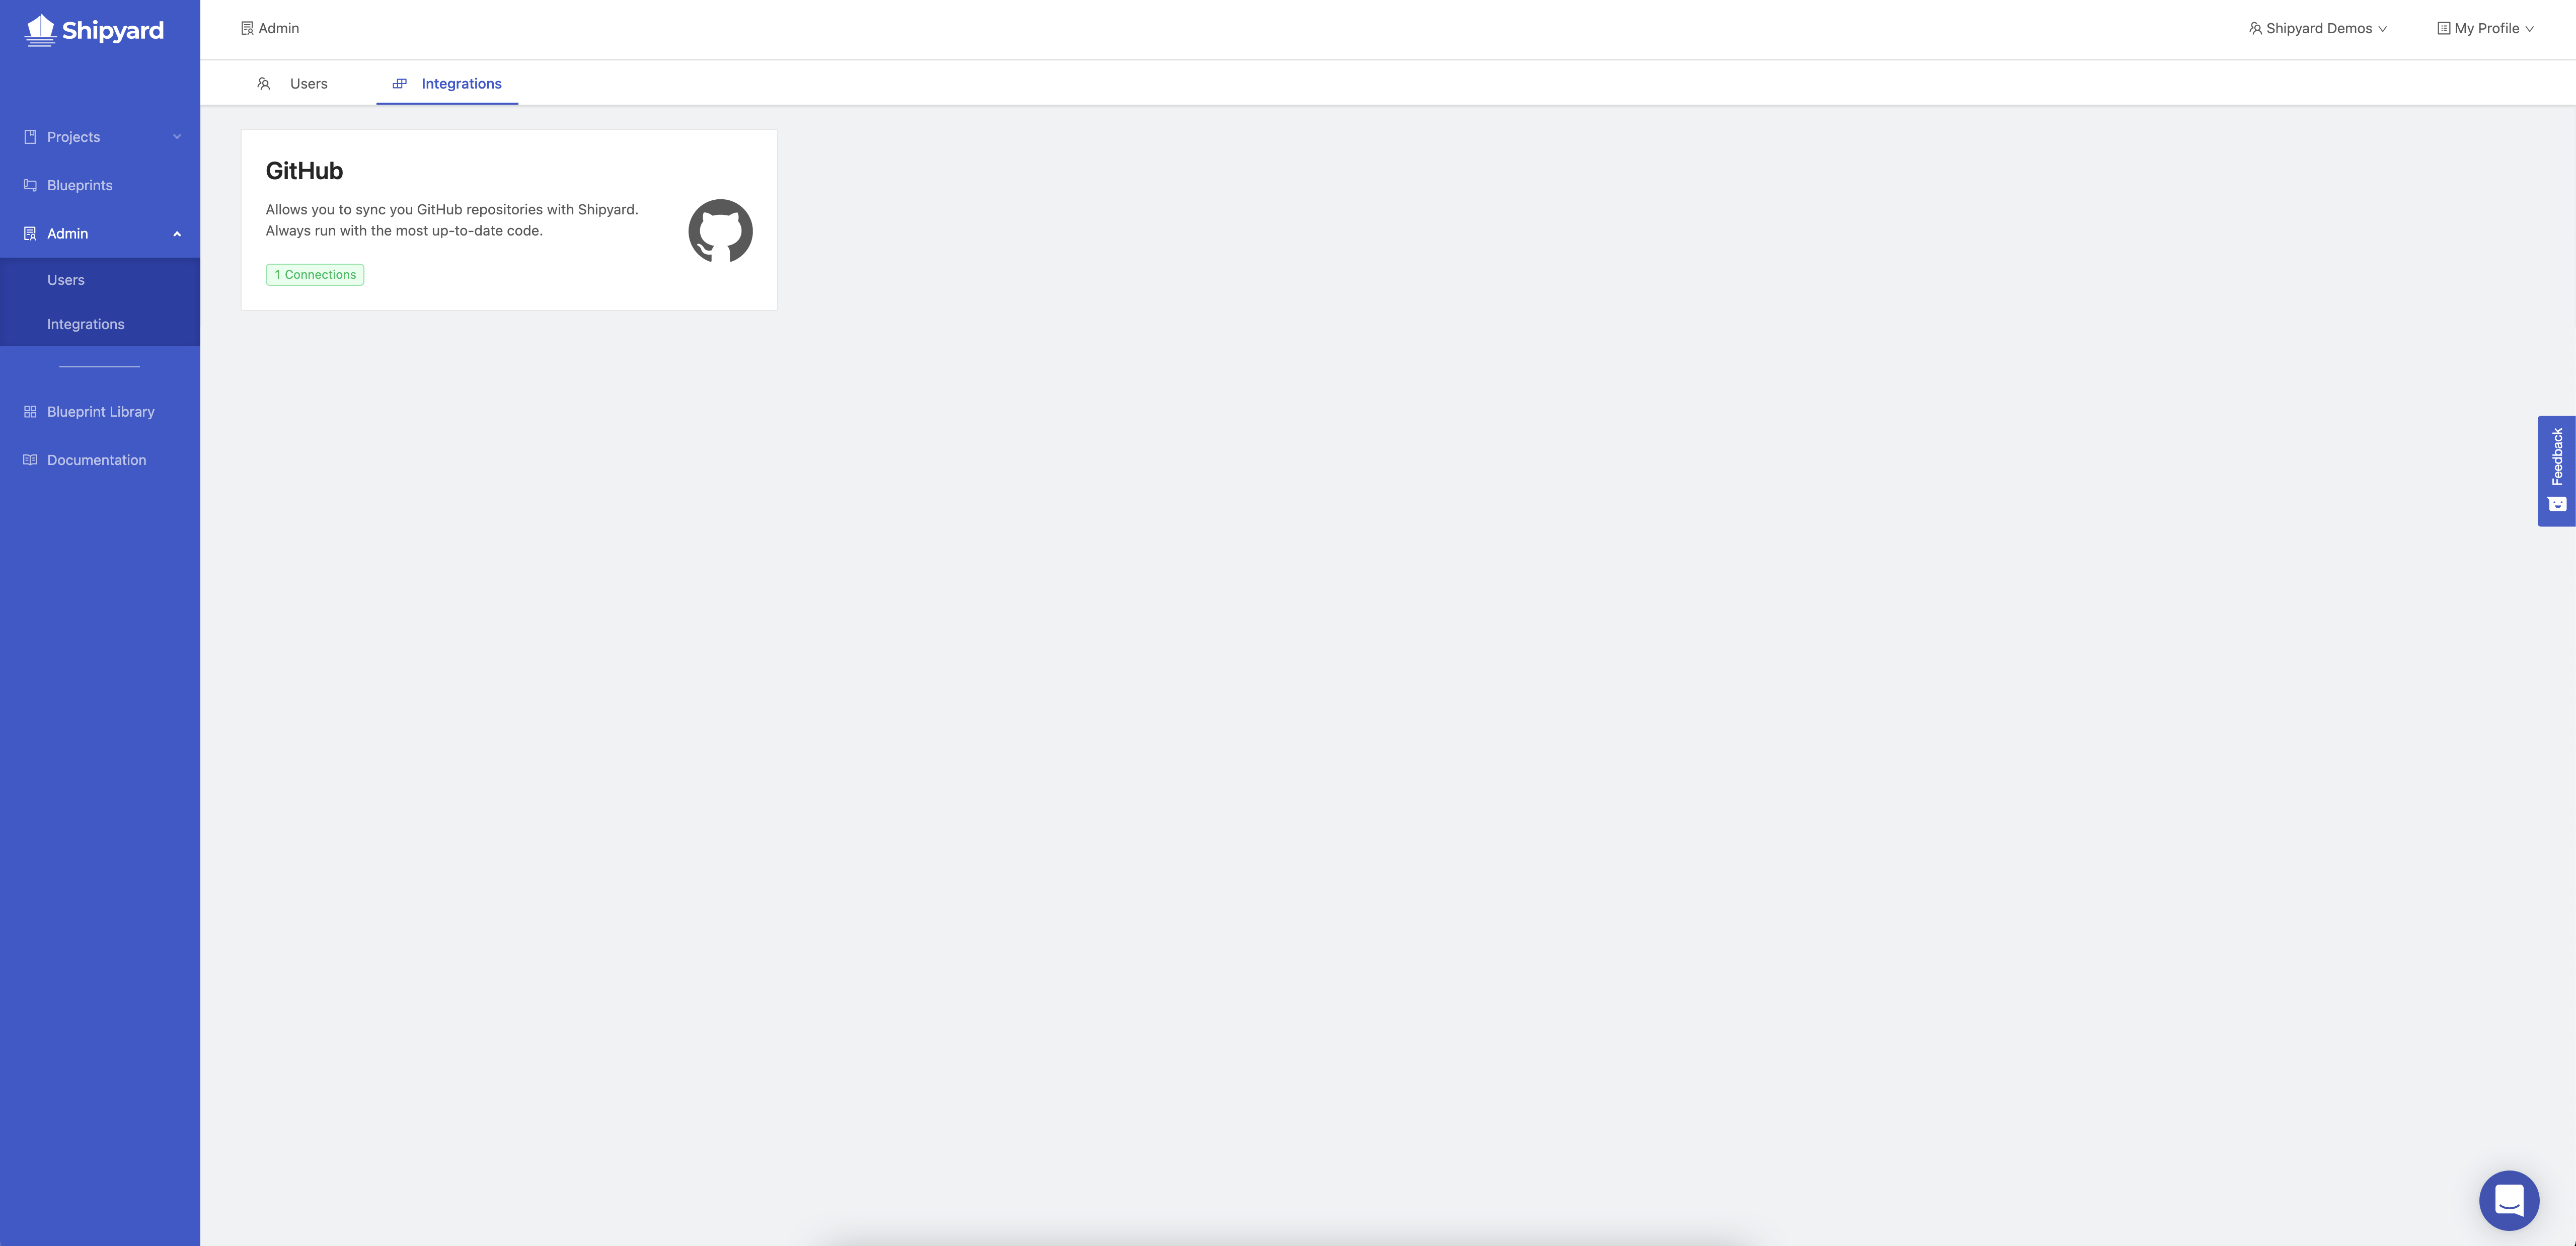 Shipyard
Admin
Shipyard Demos
My Profile
Users
Integrations
Projects
Blueprints
Admin
Users
Integrations
Blueprint Library
Documentation
GitHub
Allows you to sync you GitHub repositories with Shipyard.
Always run with the most up-to-date code.
1 Connections
Feedback